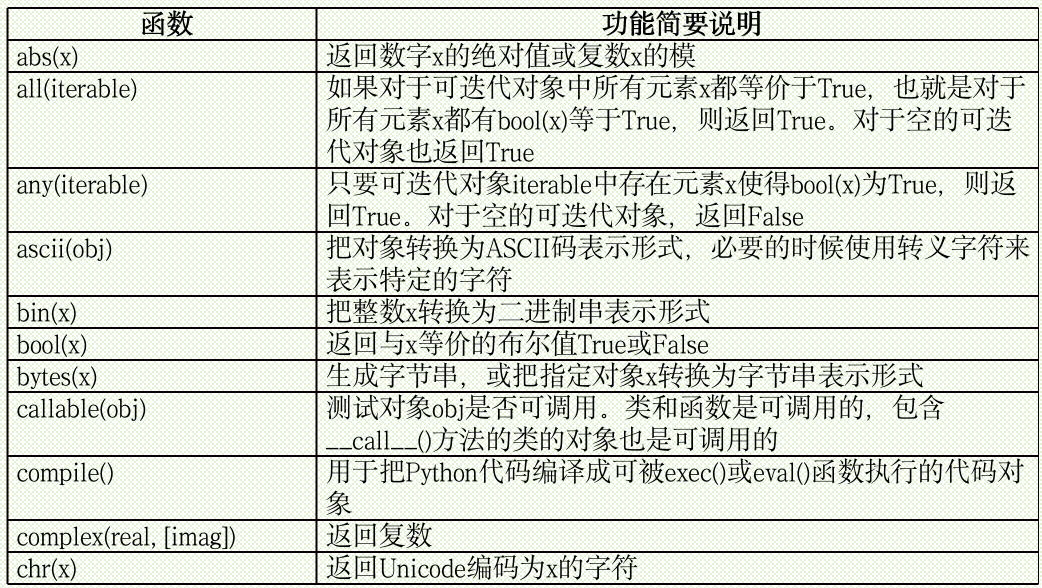 函数 功能简要说明
abs(x) 返回数字x的绝对值或复数x的模
all(iterable) 如果对于可迭代对象中所有元素x都等价于True，也就是对于
所有元素x都有bool(x)等于True，则返回True。对于空的可迭
代对象也返回True
any(iterable) 只要可迭代对象iterable中存在元素x使得bool(x)为True，则返
回True。对于空的可迭代对象，返回False
ascii(obj) 把对象转换为ASCII码表示形式，必要的时候使用转义字符来
表示特定的字符
bin(x) 把整数x转换为二进制串表示形式
bool(x) 返回与x等价的布尔值True或False
bytes(x) 生成字节串，或把指定对象x转换为字节串表示形式
callable(obj) 测试对象obj是否可调用。类和函数是可调用的，包含
__call__()方法的类的对象也是可调用的
compile() 用于把Python代码编译成可被exec()或eval()函数执行的代码对
象
complex(real, [imag]) 返回复数
chr(x) 返回Unicode编码为x的字符